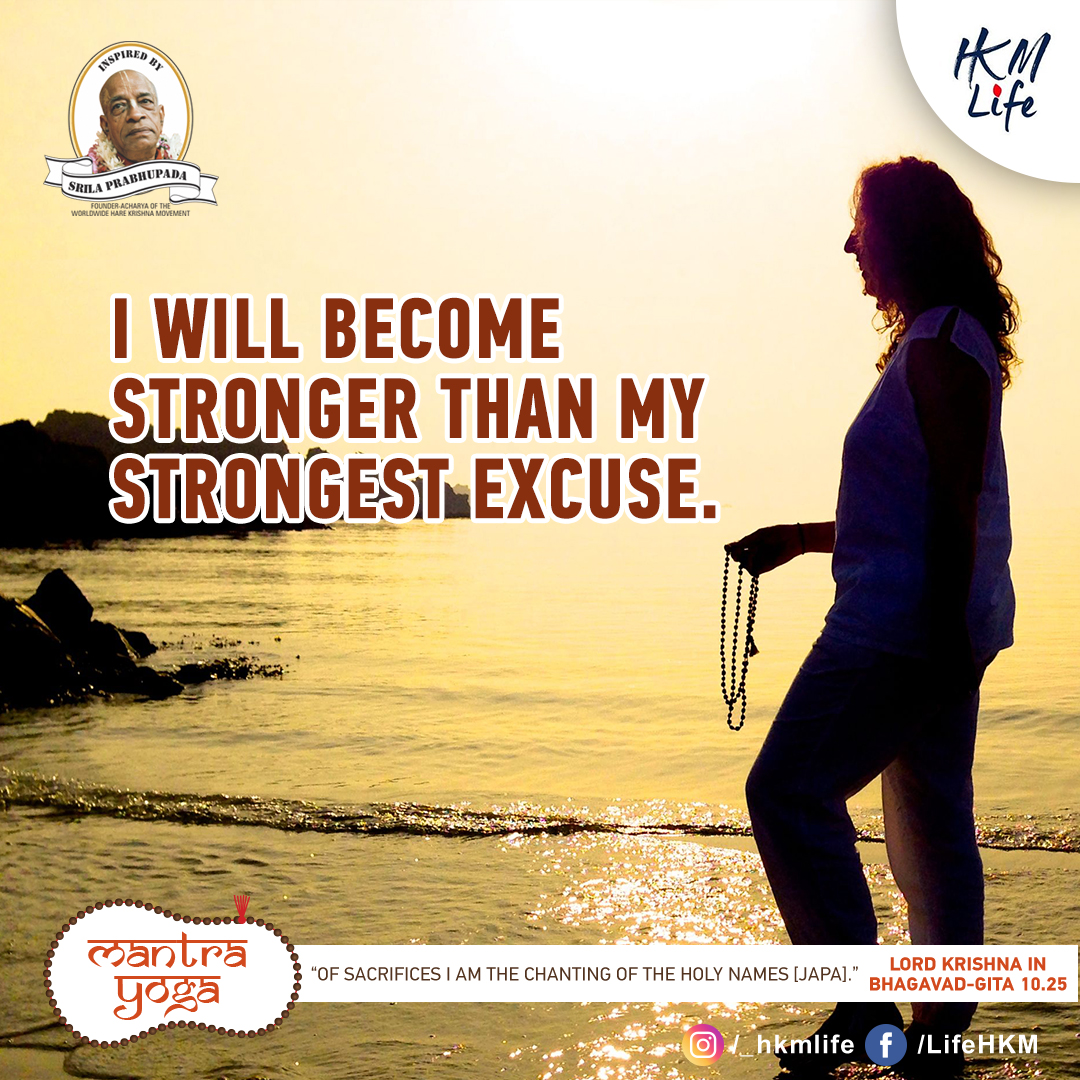 INSPIRED BY
SRILA PRABHUPADA
FOUNDER-ACHARYA OF THE
WORLDWIDE HARE KRISHNA MOVEMENT
HKM
Life
I WILL BECOME
STRONGER THAN MY
STRONGEST EXCUSE.
mantra
yoga
“OF SACRIFICES I AM THE CHANTING OF THE HOLY NAMES [JAPA].”
LORD KRISHNA IN
BHAGAVAD-GITA 10.25
/_hkmlife
/LifeHKM